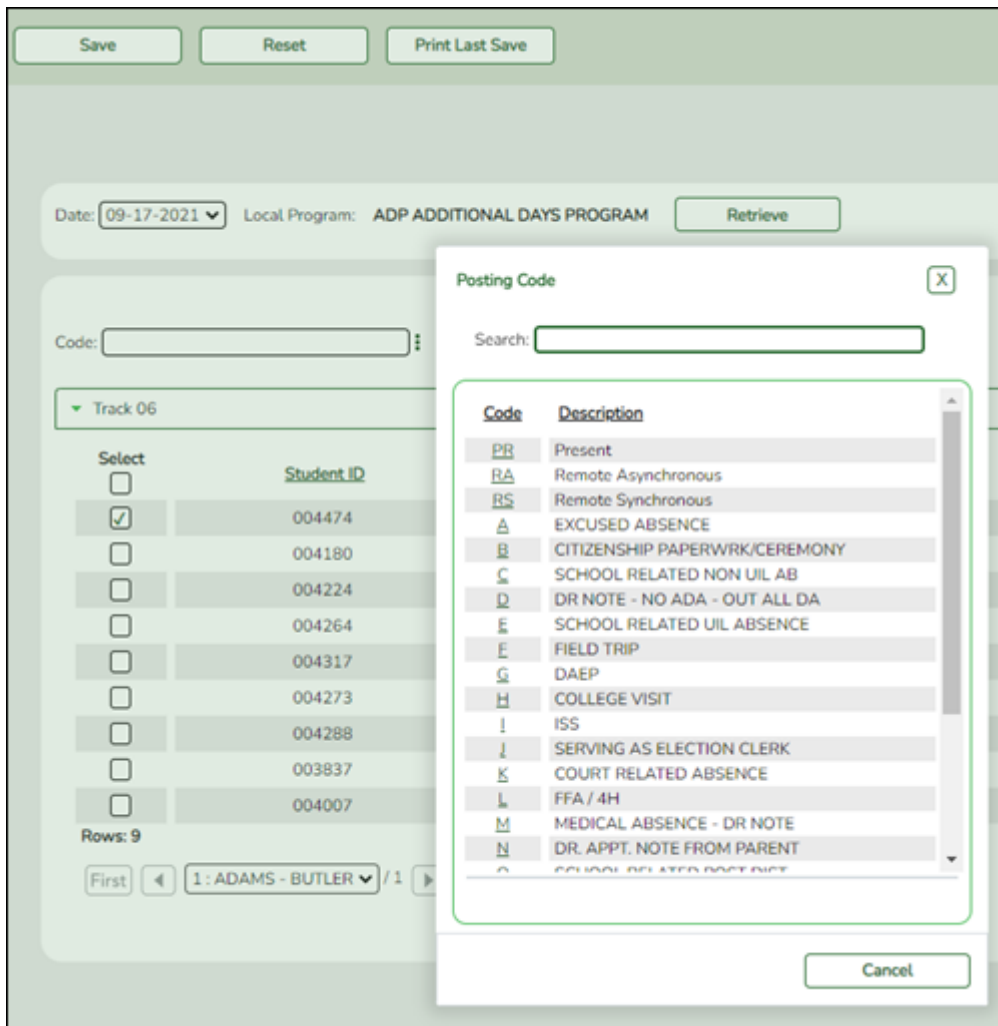 Save Reset Print Last Save
Date: 09-17-2021 Local Program: ADP ADDITIONAL DAYS PROGRAM Retrieve
Posting Code X
Search:
Code:
Track 06
Select
Student ID
004474
004180
004224
004264
004317
004273
004288
003837
004007
Rows: 9
First 1 : ADAMS - BUTLER / 1
Code Description
PR Present
RA Remote Asynchronous
RS Remote Synchronous
A EXCUSED ABSENCE
B CITIZENSHIP PAPERWRK/CEREMONY
C SCHOOL RELATED NON UIL AB
D DR NOTE - NO ADA - OUT ALL DA
E SCHOOL RELATED UIL ABSENCE
F FIELD TRIP
G DAEP
H COLLEGE VISIT
I ISS
J SERVING AS ELECTION CLERK
K COURT RELATED ABSENCE
L FFA / 4H
M MEDICAL ABSENCE - DR NOTE
N DR. APPT. NOTE FROM PARENT
Cancel